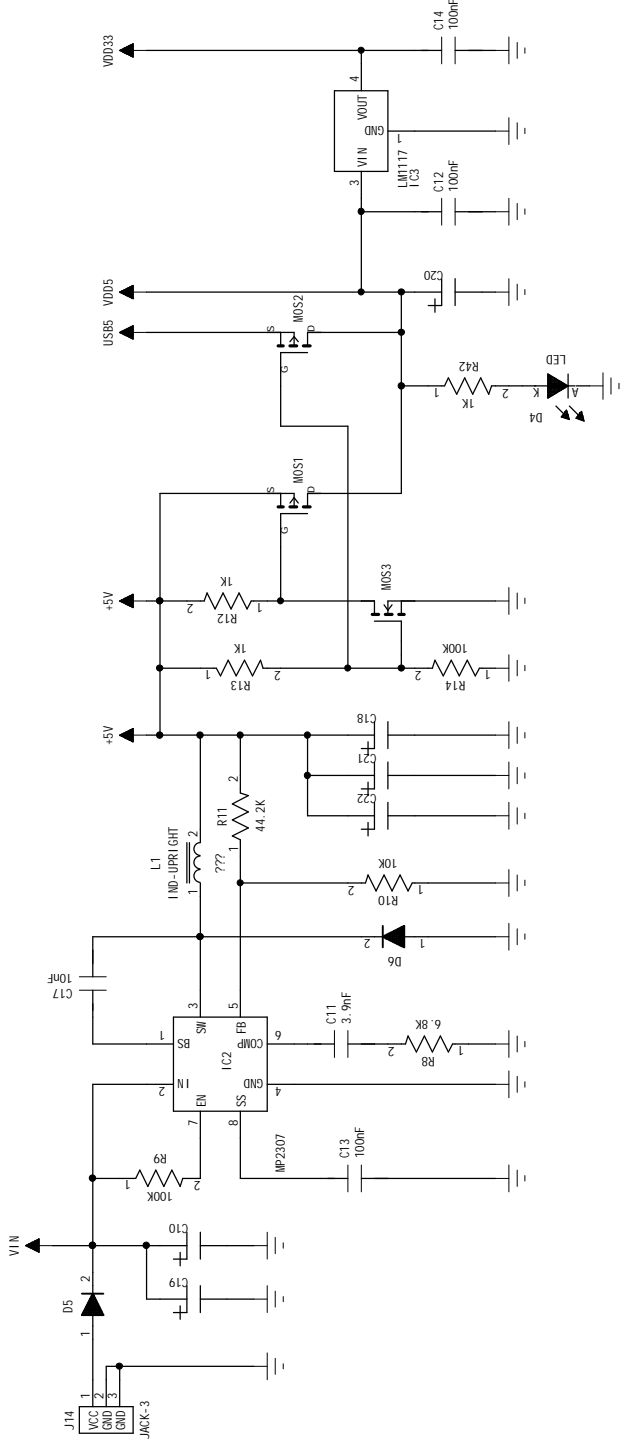 J14
VCC
GND
GND
JACK-3
1
2
3
D5
1
2
VIN
C19
C10
R9
100K
1
2
C13
100nF
IC2
MP2307
IN
EN
SS
BS
SW
FB
COMP
GND
2
7
8
1
3
5
6
4
C17
10nF
C11
3.9nF
R8
6.8K
2
1
D6
2
1
L1
IND-UPRIGHT
1
2
???
R11
44.2K
1
2
R10
10K
2
1
C22
C21
C18
+5V
+5V
R13
1K
1
2
R12
1K
2
1
R14
100K
2
1
MOS3
MOS1
S
G
D
MOS2
S
G
D
USB5
VDD5
R42
1K
1
2
LED
D4
K
A
C20
C12
100nF
LM1117
IC3
VIN
GND
VOUT
3
1
4
VDD33
C14
100nF